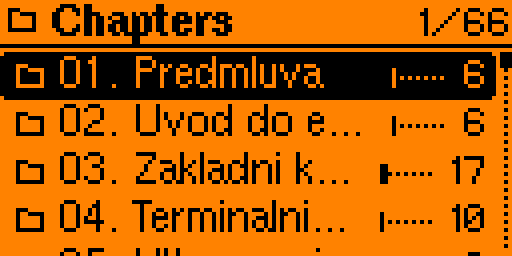 Chapters 1/66
01. Predmluva 6
02. Uvod do e... 6
03. Zakladni k... 17
04. Terminalni... 10